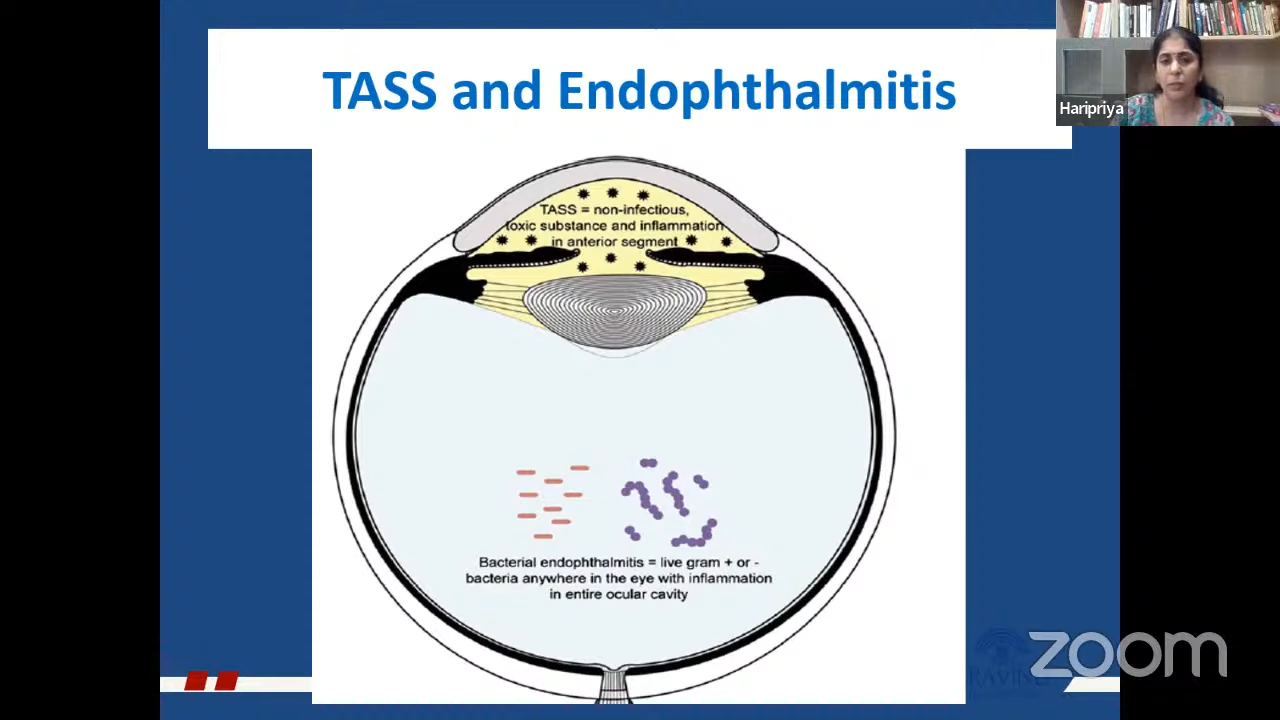 TASS and Endophthalmitis
Haripriya
TASS = non-infectious,
toxic substance and inflammation
in anterior segment
Bacterial endophthalmitis = live gram + or -
bacteria anywhere in the eye with inflammation
in entire ocular cavity
zoom